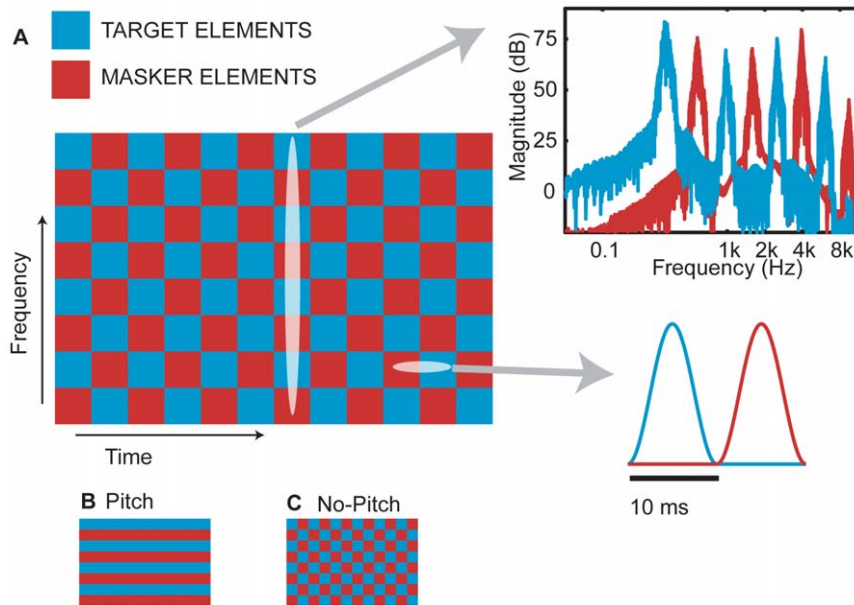 A
TARGET ELEMENTS
MASKER ELEMENTS
Frequency
Time
75
50
25
0
Magnitude (dB)
0.1 1k 2k 4k 8k
Frequency (Hz)
10 ms
B Pitch
C No-Pitch